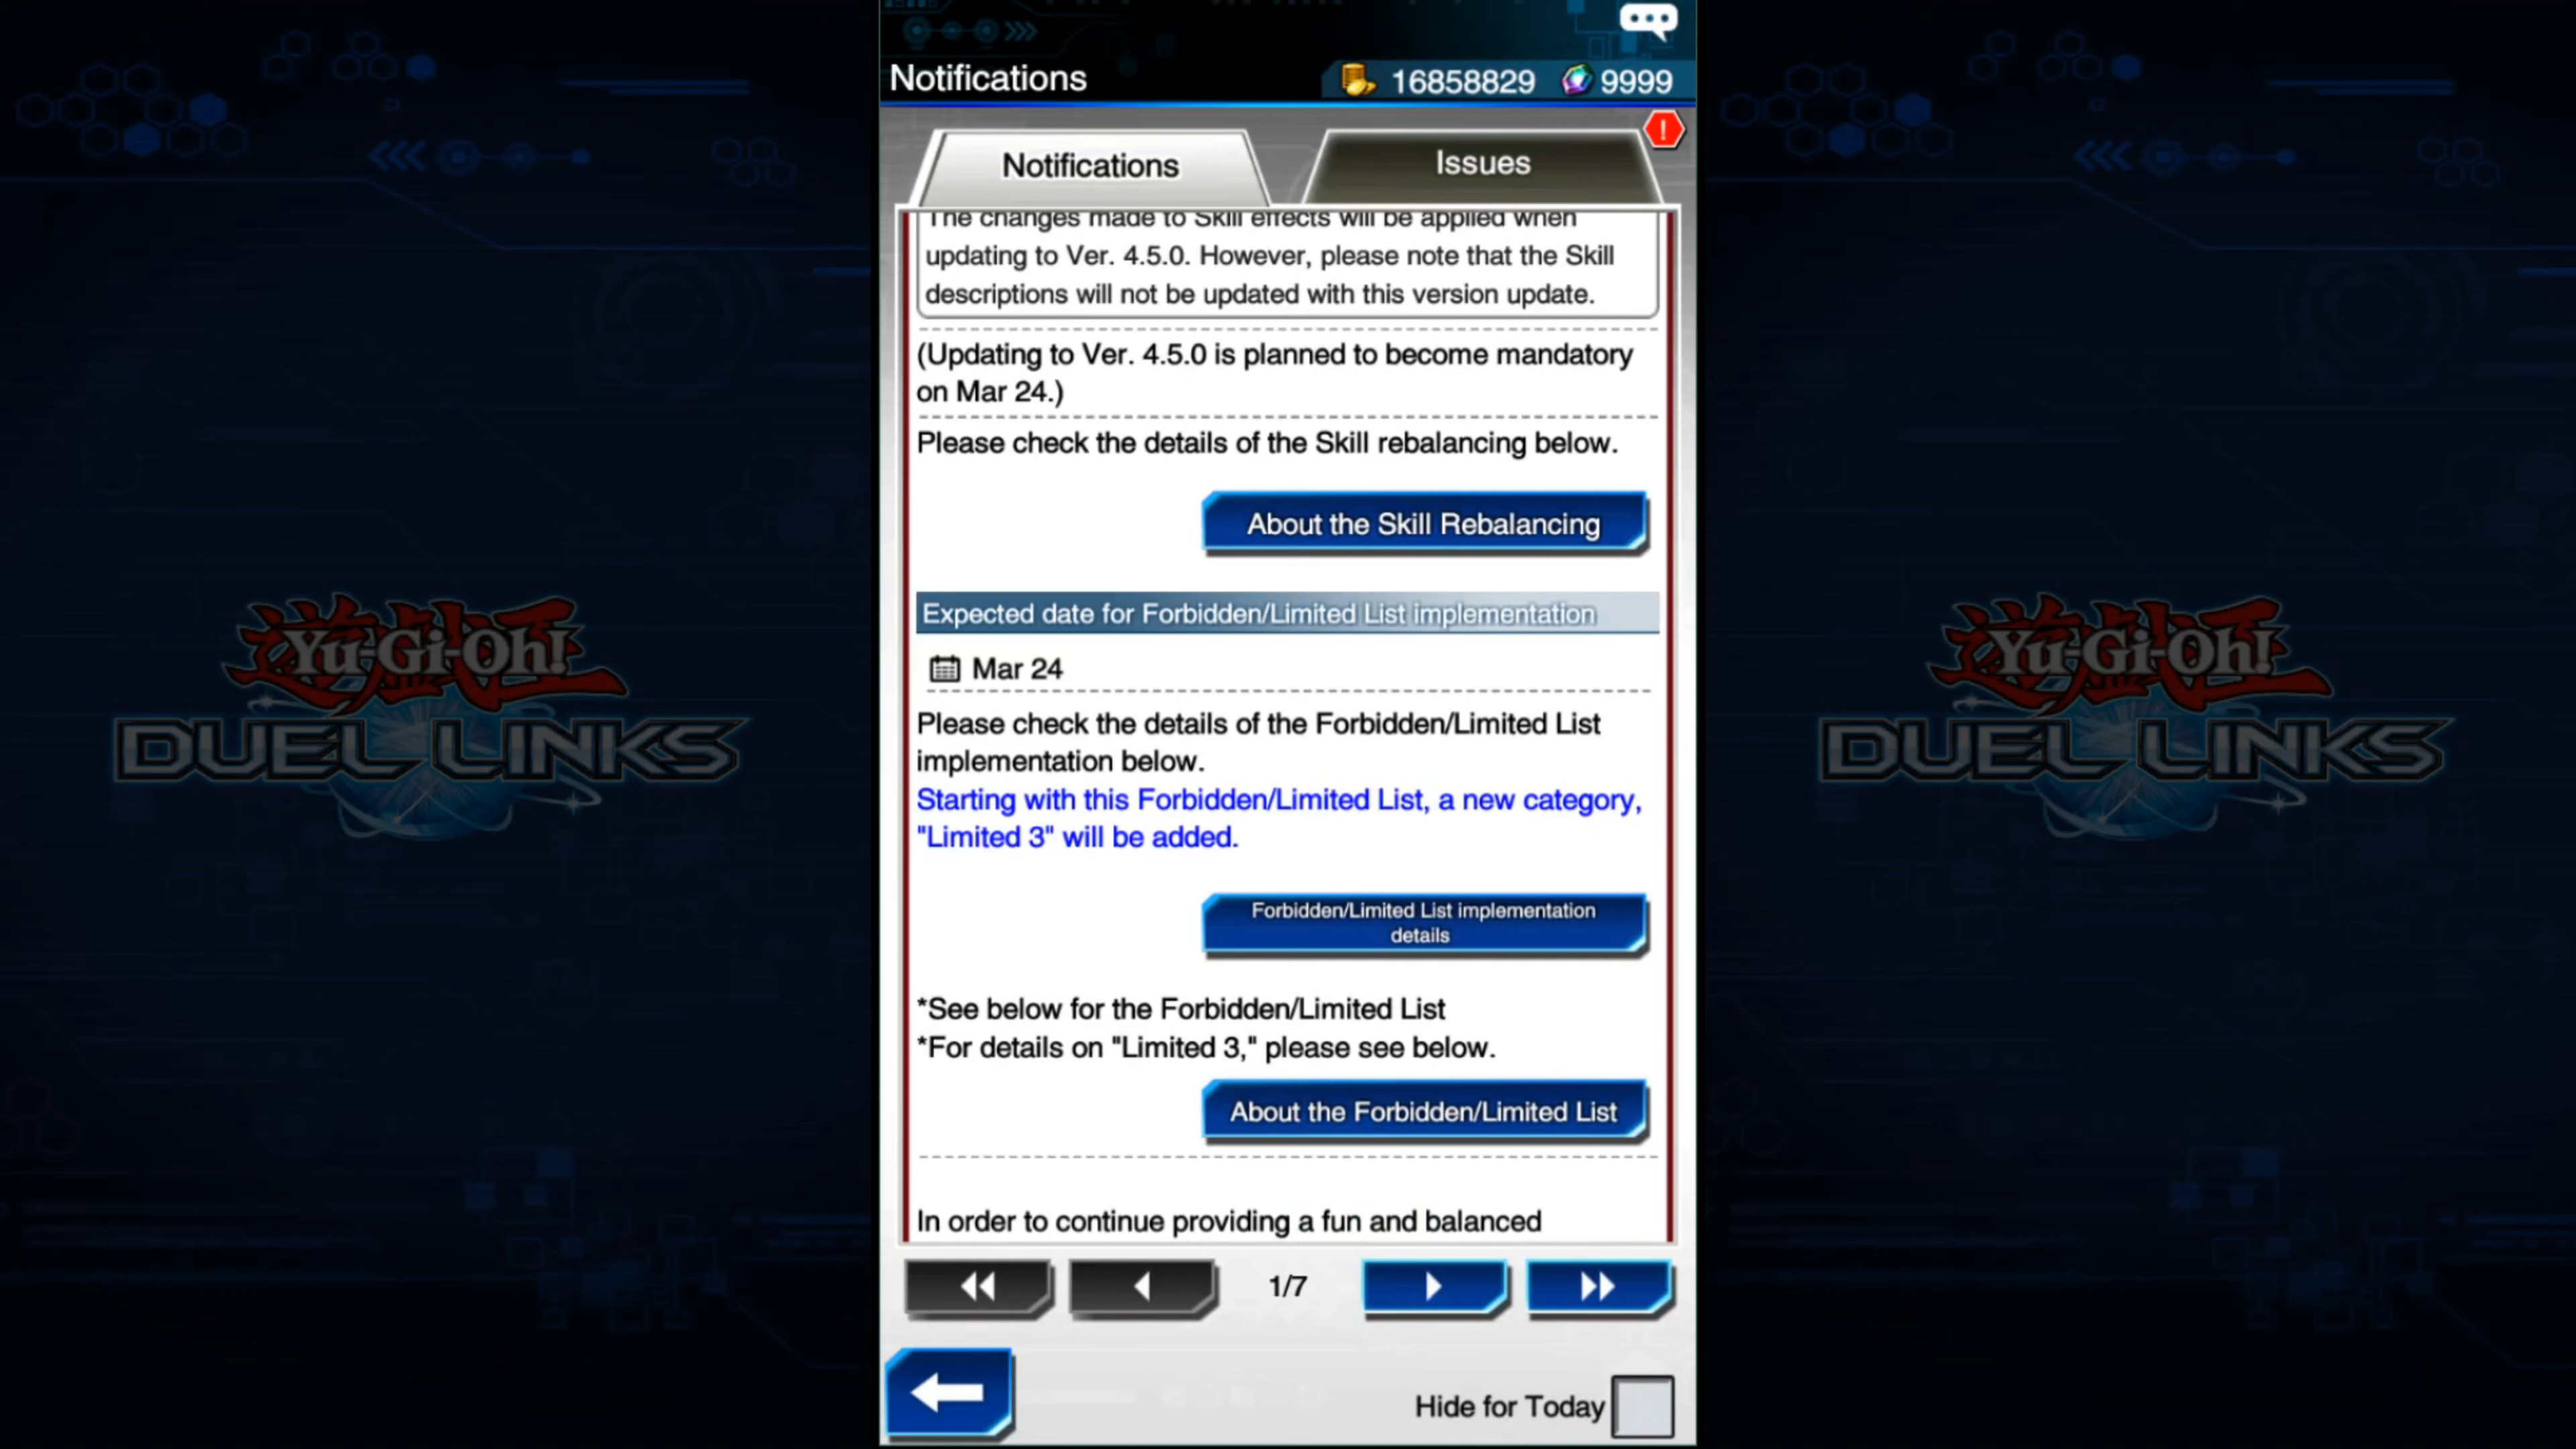 Notifications
16858829
9999
Notifications
Issues
The changes made to Skill effects will be applied when
updating to Ver. 4.5.0. However, please note that the Skill
descriptions will not be updated with this version update.
(Updating to Ver. 4.5.0 is planned to become mandatory
on Mar 24.)
Please check the details of the Skill rebalancing below.
About the Skill Rebalancing
Expected date for Forbidden/Limited List implementation
Mar 24
Please check the details of the Forbidden/Limited List
implementation below.
Starting with this Forbidden/Limited List, a new category,
"Limited 3" will be added.
Forbidden/Limited List implementation
details
*See below for the Forbidden/Limited List
*For details on "Limited 3," please see below.
About the Forbidden/Limited List
In order to continue providing a fun and balanced
1/7
Hide for Today
遊戯王
Yu-Gi-Oh!
DUEL LINKS
遊戯王
Yu-Gi-Oh!
DUEL LINKS